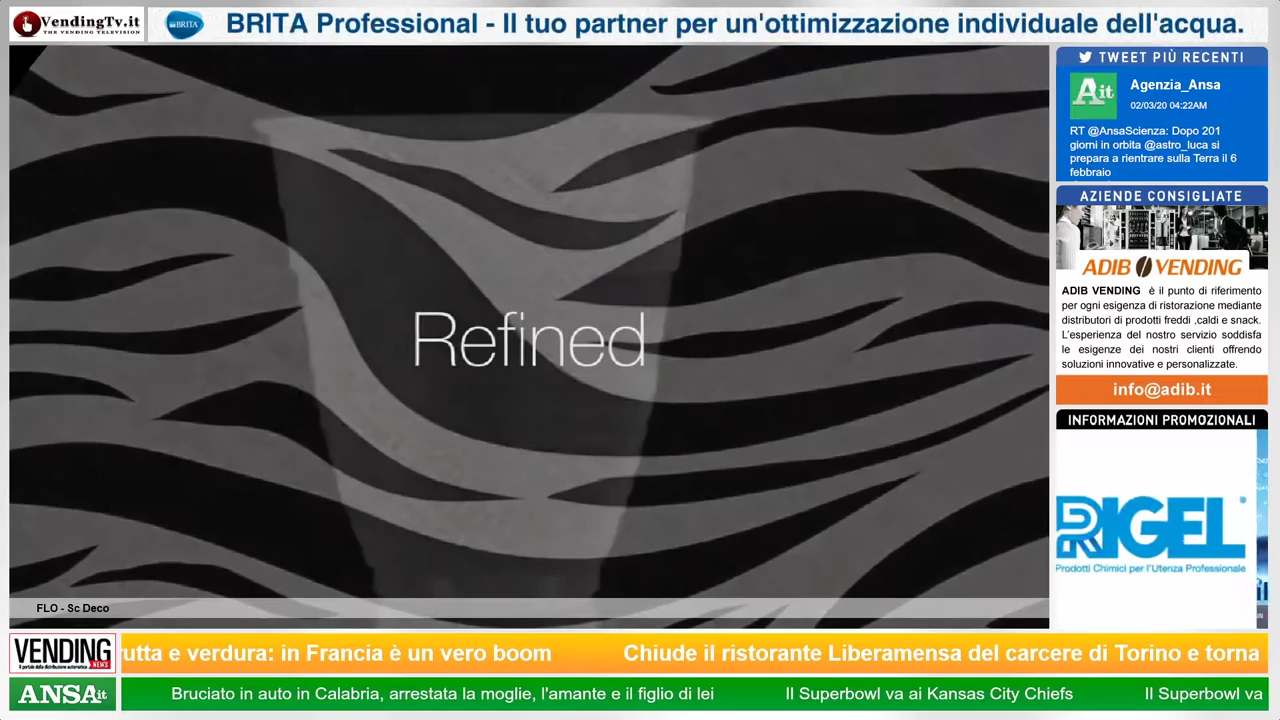 VendingTv.it
THE VENDING TELEVISION
BRITA
BRITA Professional - Il tuo partner per un'ottimizzazione individuale dell'acqua.
TWEET PIÙ RECENTI
Ait
Agenzia_Ansa
02/03/20 04:22AM
RT @AnsaScienza: Dopo 201
giorni in orbita @astro_luca si
prepara a rientrare sulla Terra il 6
febbraio
AZIENDE CONSIGLIATE
ADIB VENDING
ADIB VENDING è il punto di riferimento
per ogni esigenza di ristorazione mediante
distributori di prodotti freddi ,caldi e snack.
L'esperienza del nostro servizio soddisfa
le esigenze dei nostri clienti offrendo
soluzioni innovative e personalizzate.
info@adib.it
INFORMAZIONI PROMOZIONALI
RIGEL
Prodotti Chimici per l'Utenza Professionale
Refined
FLO - Sc Deco
VENDING
Il portale della distribuzione automatica NEWS
rutta e verdura: in Francia è un vero boom
Chiude il ristorante Liberamensa del carcere di Torino e torna
ANSA it
Bruciato in auto in Calabria, arrestata la moglie, l'amante e il figlio di lei
Il Superbowl va ai Kansas City Chiefs
Il Superbowl va